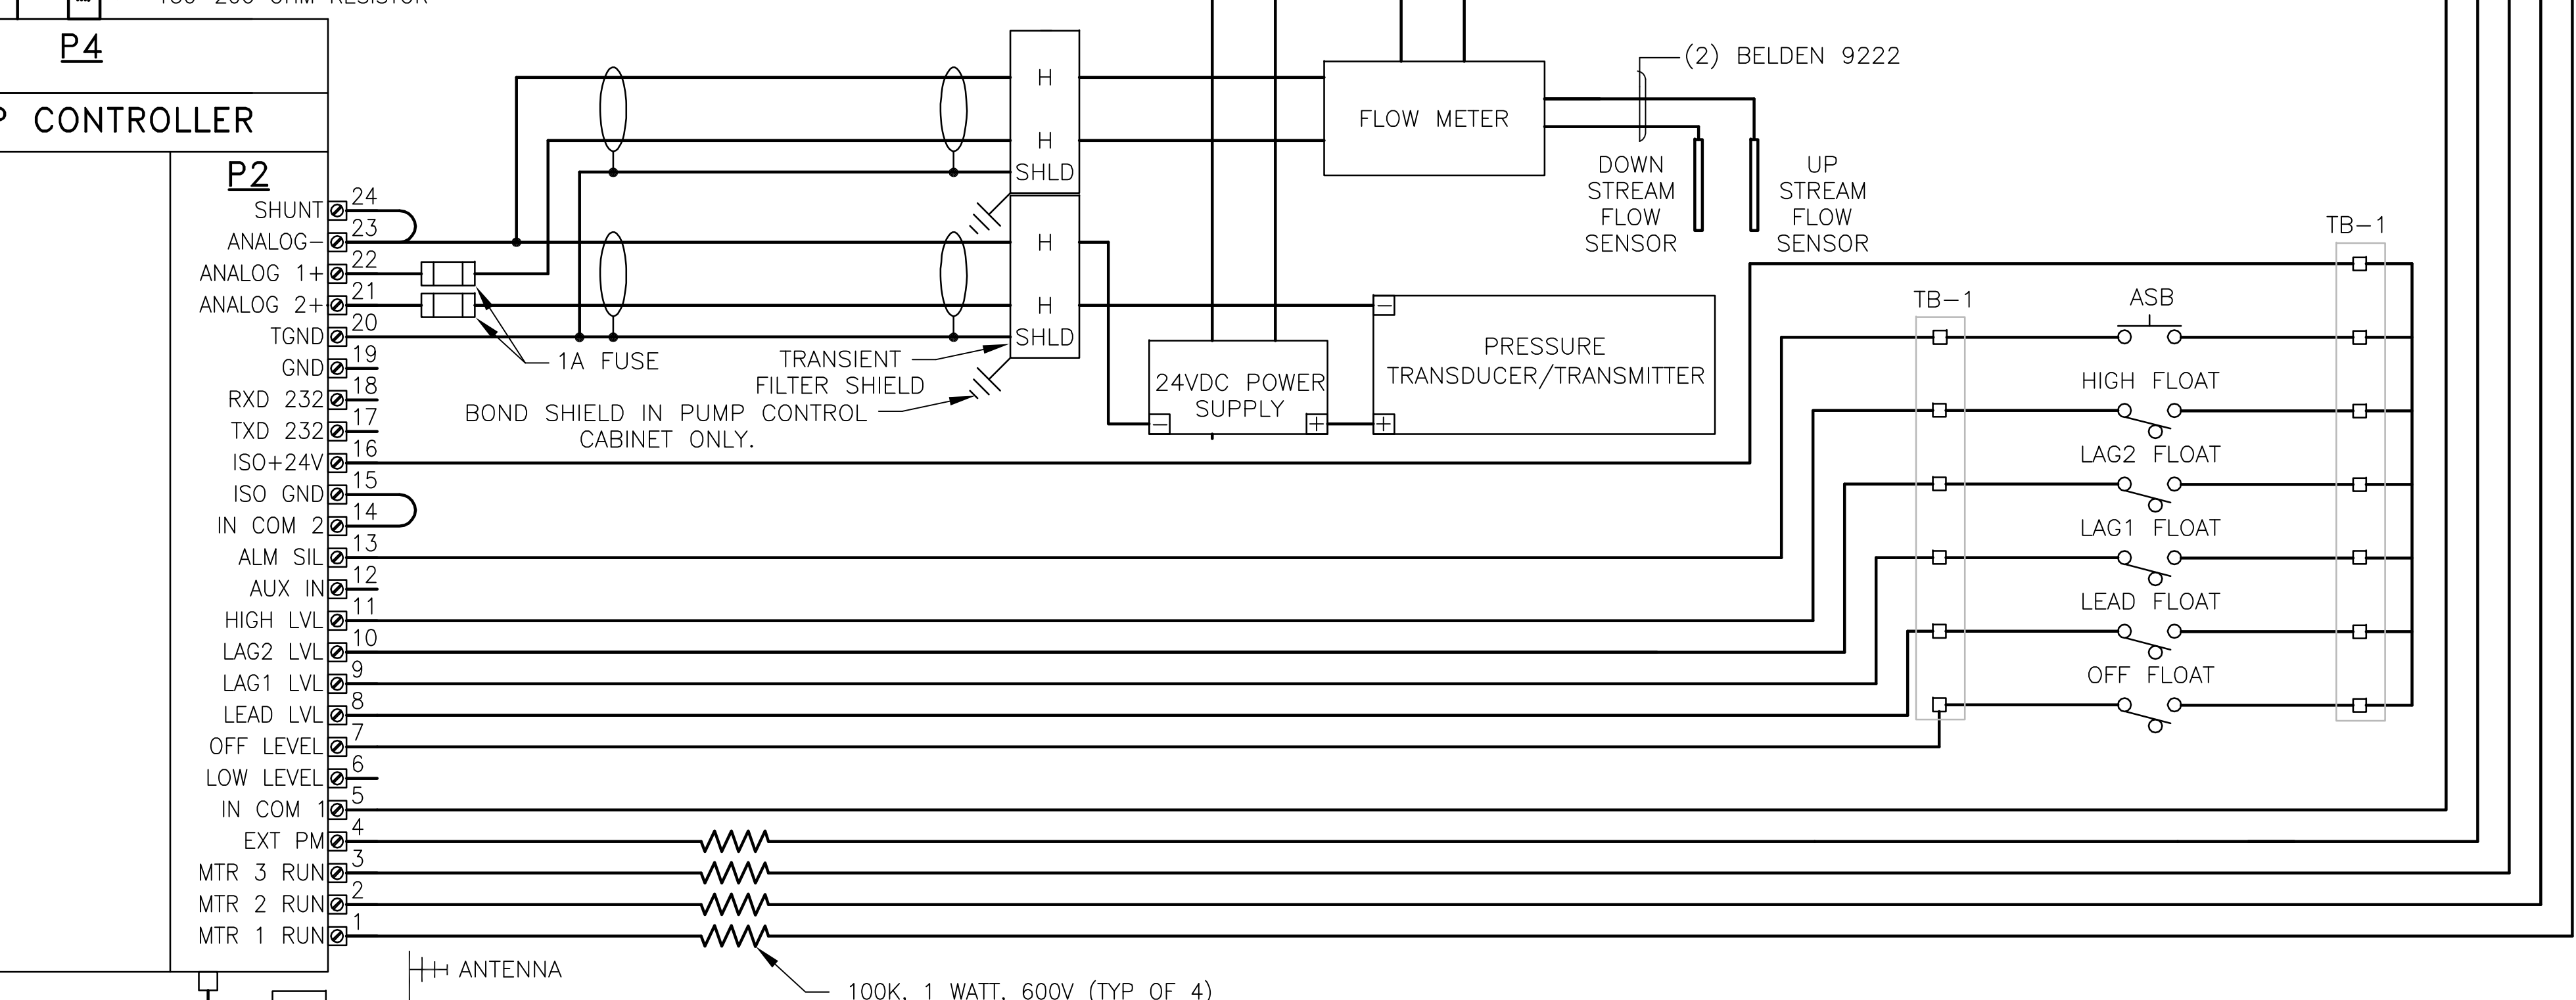 P4
CONTROLLER
P2
SHUNT 24
ANALOG- 23
ANALOG 1+ 22
ANALOG 2+ 21
TGND 20
GND 19
RXD 232 18
TXD 232 17
ISO+24V 16
ISO GND 15
IN COM 2 14
ALM SIL 13
AUX IN 12
HIGH LVL 11
LAG2 LVL 10
LAG1 LVL 9
LEAD LVL 8
OFF LEVEL 7
LOW LEVEL 6
IN COM 1 5
EXT PM 4
MTR 3 RUN 3
MTR 2 RUN 2
MTR 1 RUN 1
1A FUSE
TRANSIENT
FILTER SHIELD
BOND SHIELD IN PUMP CONTROL
CABINET ONLY.
H
H
SHLD
H
H
SHLD
FLOW METER
(2) BELDEN 9222
DOWN
STREAM
FLOW
SENSOR
UP
STREAM
FLOW
SENSOR
24VDC POWER
SUPPLY
-
+
-
+
PRESSURE
TRANSDUCER/TRANSMITTER
TB-1
TB-1
ASB
HIGH FLOAT
LAG2 FLOAT
LAG1 FLOAT
LEAD FLOAT
OFF FLOAT
ANTENNA
100K, 1 WATT, 600V (TYP OF 4)